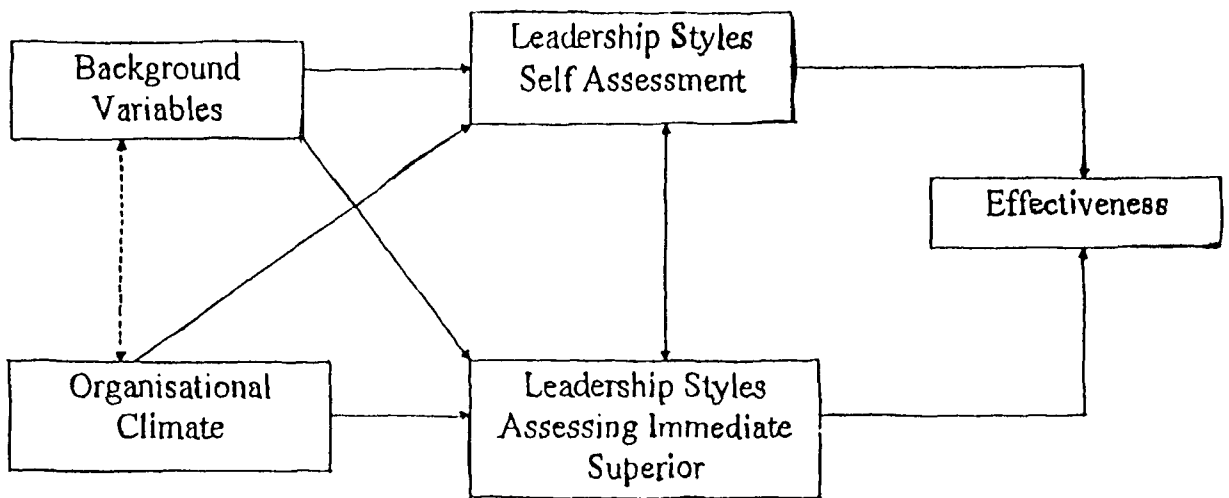 Background
Variables
Leadership Styles
Self Assessment
Effectiveness
Organisational
Climate
Leadership Styles
Assessing Immediate
Superior